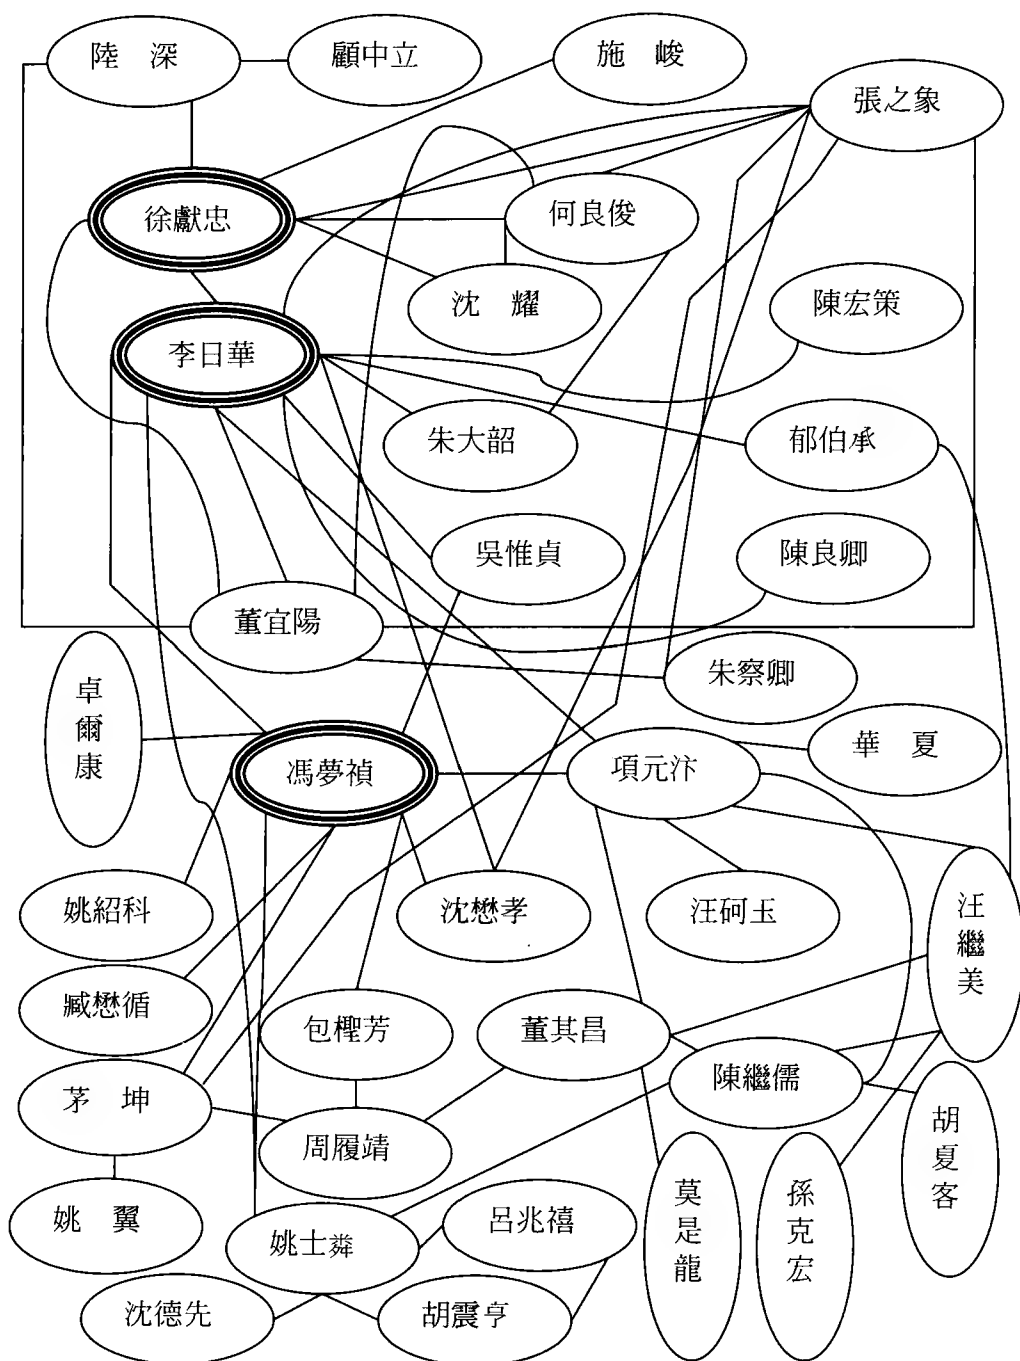 陸　深
顧中立
施　峻
張之象
徐獻忠
何良俊
沈　耀
陳宏策
李日華
朱大韶
郁伯承
吳惟貞
陳良卿
董宜陽
朱察卿
卓爾康
馮夢禎
項元汴
華　夏
姚紹科
沈懋孝
汪砢玉
汪繼美
臧懋循
包檉芳
董其昌
陳繼儒
茅　坤
周履靖
胡夏客
姚　翼
姚士粦
呂兆禧
莫是龍
孫克宏
沈德先
胡震亨